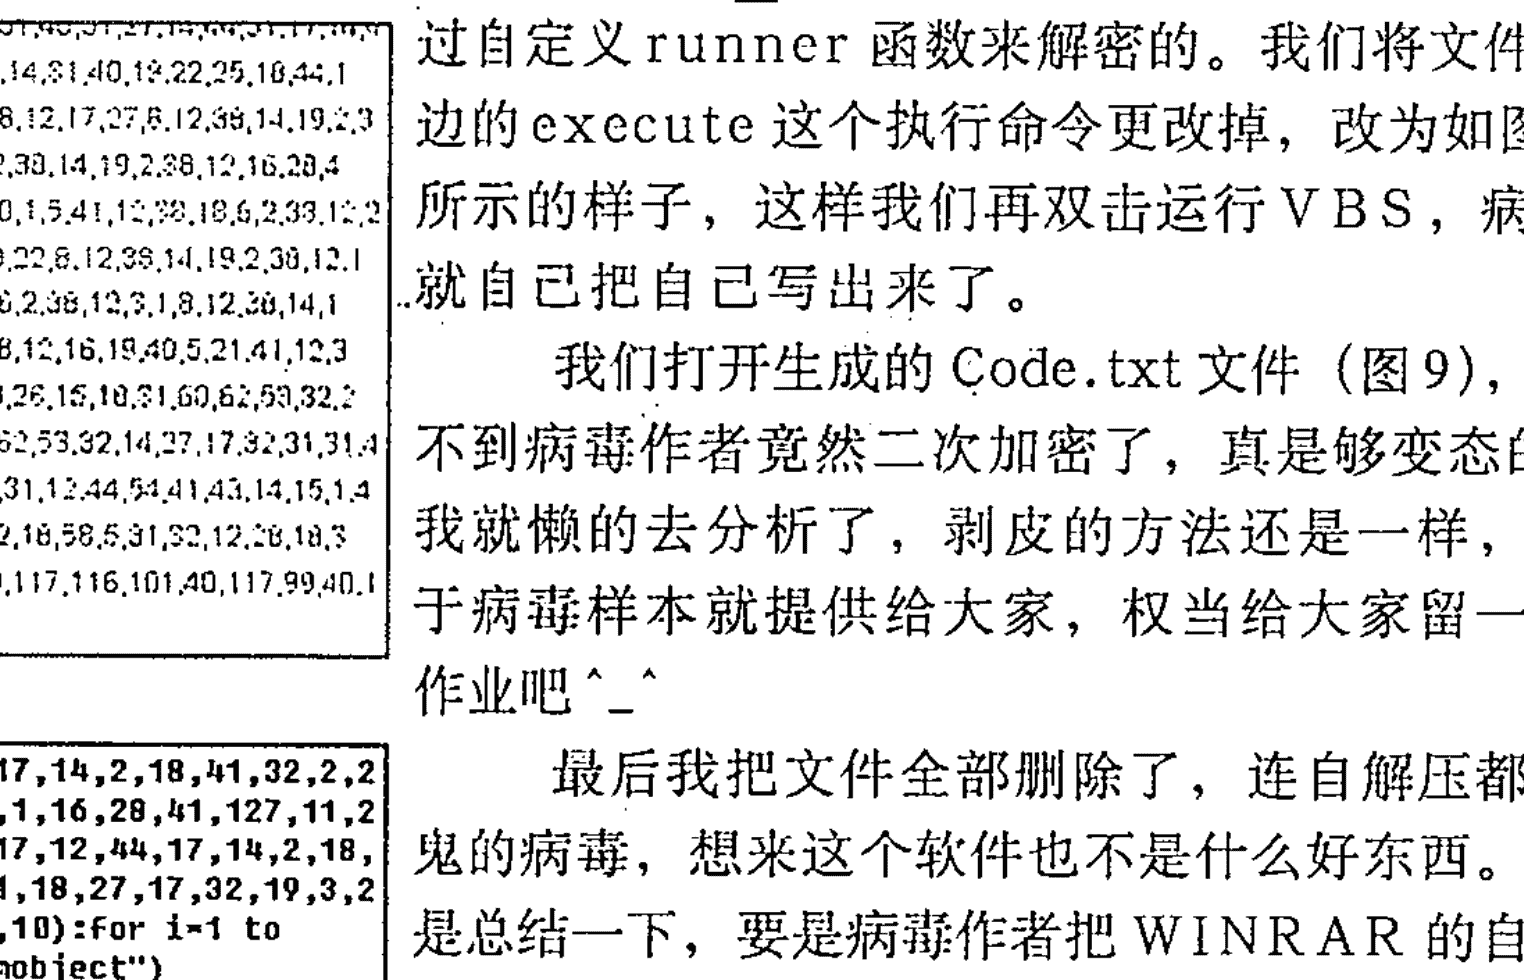 ,14,31,40,19,22,25,18,44,1
8,12,17,27,8,12,38,14,19,2,3
2,38,14,19,2,38,12,16,28,4
0,1,5,41,12,38,18,6,2,38,12,2
,22,8,12,38,14,19,2,38,12,1
6,2,38,12,3,1,8,12,38,14,1
8,12,16,19,40,5,21,41,12,3
,26,15,18,31,60,62,53,32,2
62,53,32,14,27,17,32,31,31,4
,31,12,44,54,41,43,14,15,1,4
2,18,58,5,31,32,12,28,18,3
,117,116,101,40,117,99,40,1
17,14,2,18,41,32,2,2
,1,16,28,41,127,11,2
17,12,44,17,14,2,18,
1,18,27,17,32,19,3,2
,10):for i=1 to
mobject")
过自定义runner 函数来解密的。我们将文件
边的execute 这个执行命令更改掉，改为如图
所示的样子，这样我们再双击运行VBS，病
就自己把自己写出来了。
我们打开生成的 Code.txt 文件（图9），
不到病毒作者竟然二次加密了，真是够变态的
我就懒的去分析了，剥皮的方法还是一样，
于病毒样本就提供给大家，权当给大家留一
作业吧^_^
最后我把文件全部删除了，连自解压都
鬼的病毒，想来这个软件也不是什么好东西。
是总结一下，要是病毒作者把WINRAR的自